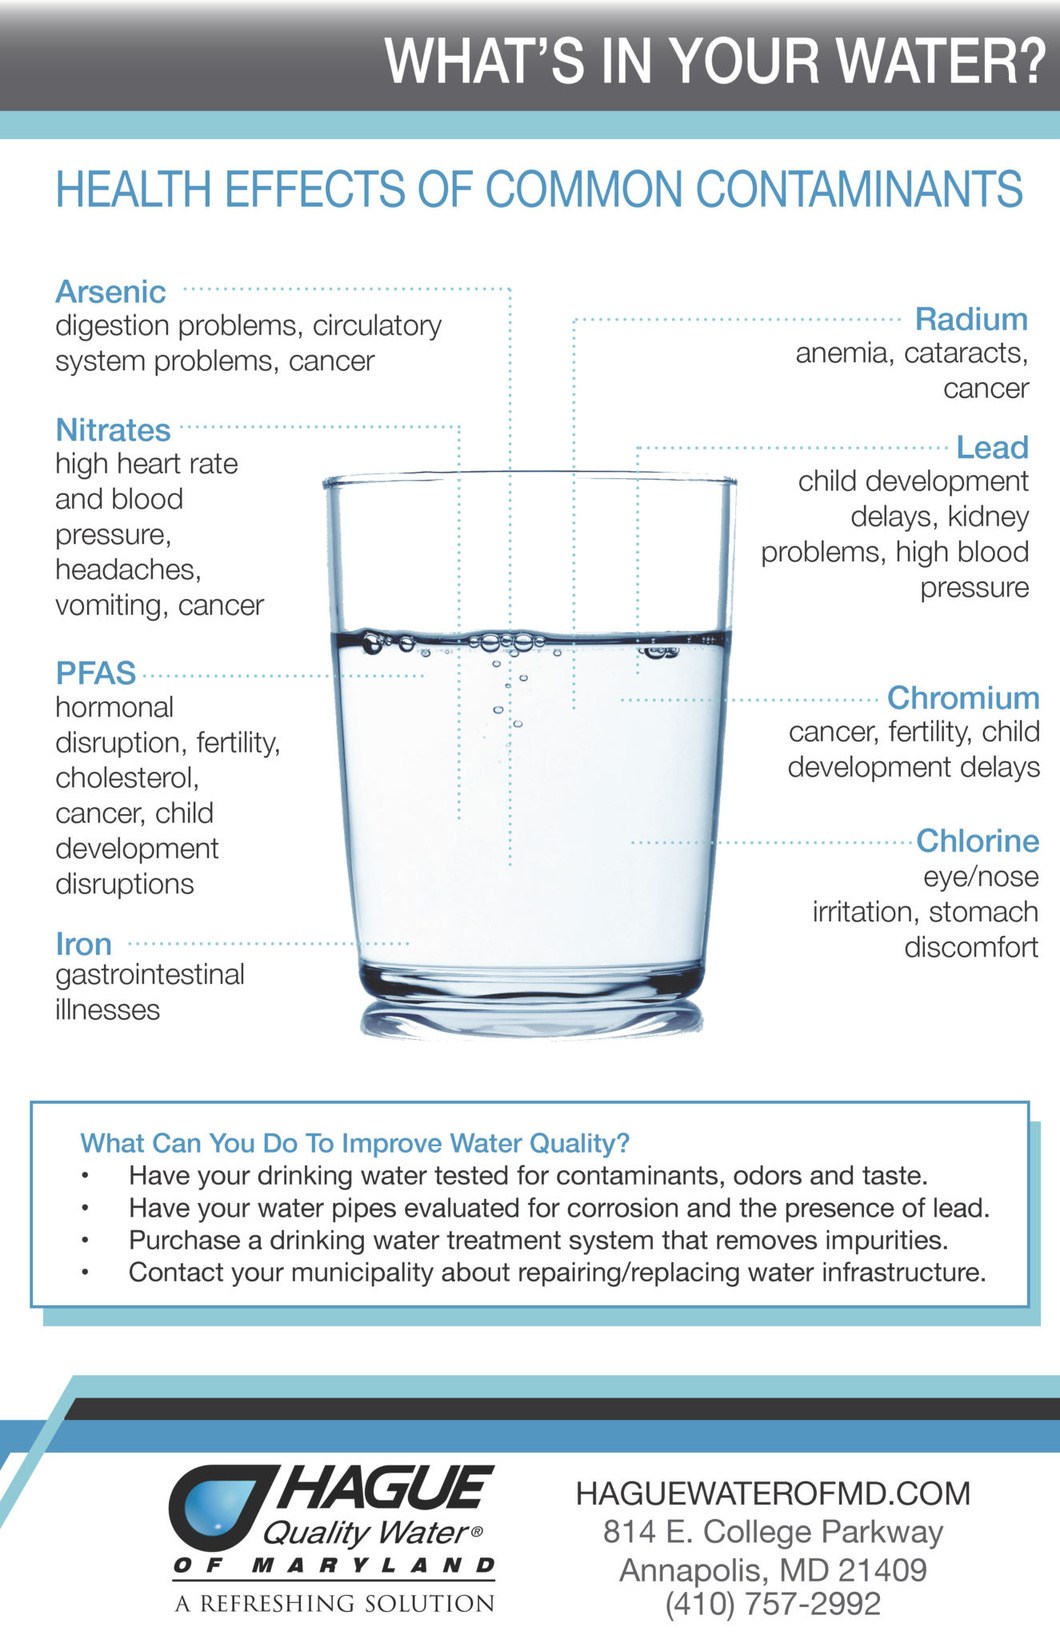 WHAT'S IN YOUR WATER?
HEALTH EFFECTS OF COMMON CONTAMINANTS
Arsenic
digestion problems, circulatory
system problems, cancer
Nitrates
high heart rate
and blood
pressure,
headaches,
vomiting, cancer
PFAS
hormonal
disruption, fertility,
cholesterol,
cancer, child
development
disruptions
Iron
gastrointestinal
illnesses
Radium
anemia, cataracts,
cancer
Lead
child development
delays, kidney
problems, high blood
pressure
Chromium
cancer, fertility, child
development delays
Chlorine
eye/nose
irritation, stomach
discomfort
What Can You Do To Improve Water Quality?
• Have your drinking water tested for contaminants, odors and taste.
• Have your water pipes evaluated for corrosion and the presence of lead.
• Purchase a drinking water treatment system that removes impurities.
• Contact your municipality about repairing/replacing water infrastructure.
HAGUE
Quality Water®
OF MARYLAND
A REFRESHING SOLUTION
HAGUEWATEROFMD.COM
814 E. College Parkway
Annapolis, MD 21409
(410) 757-2992